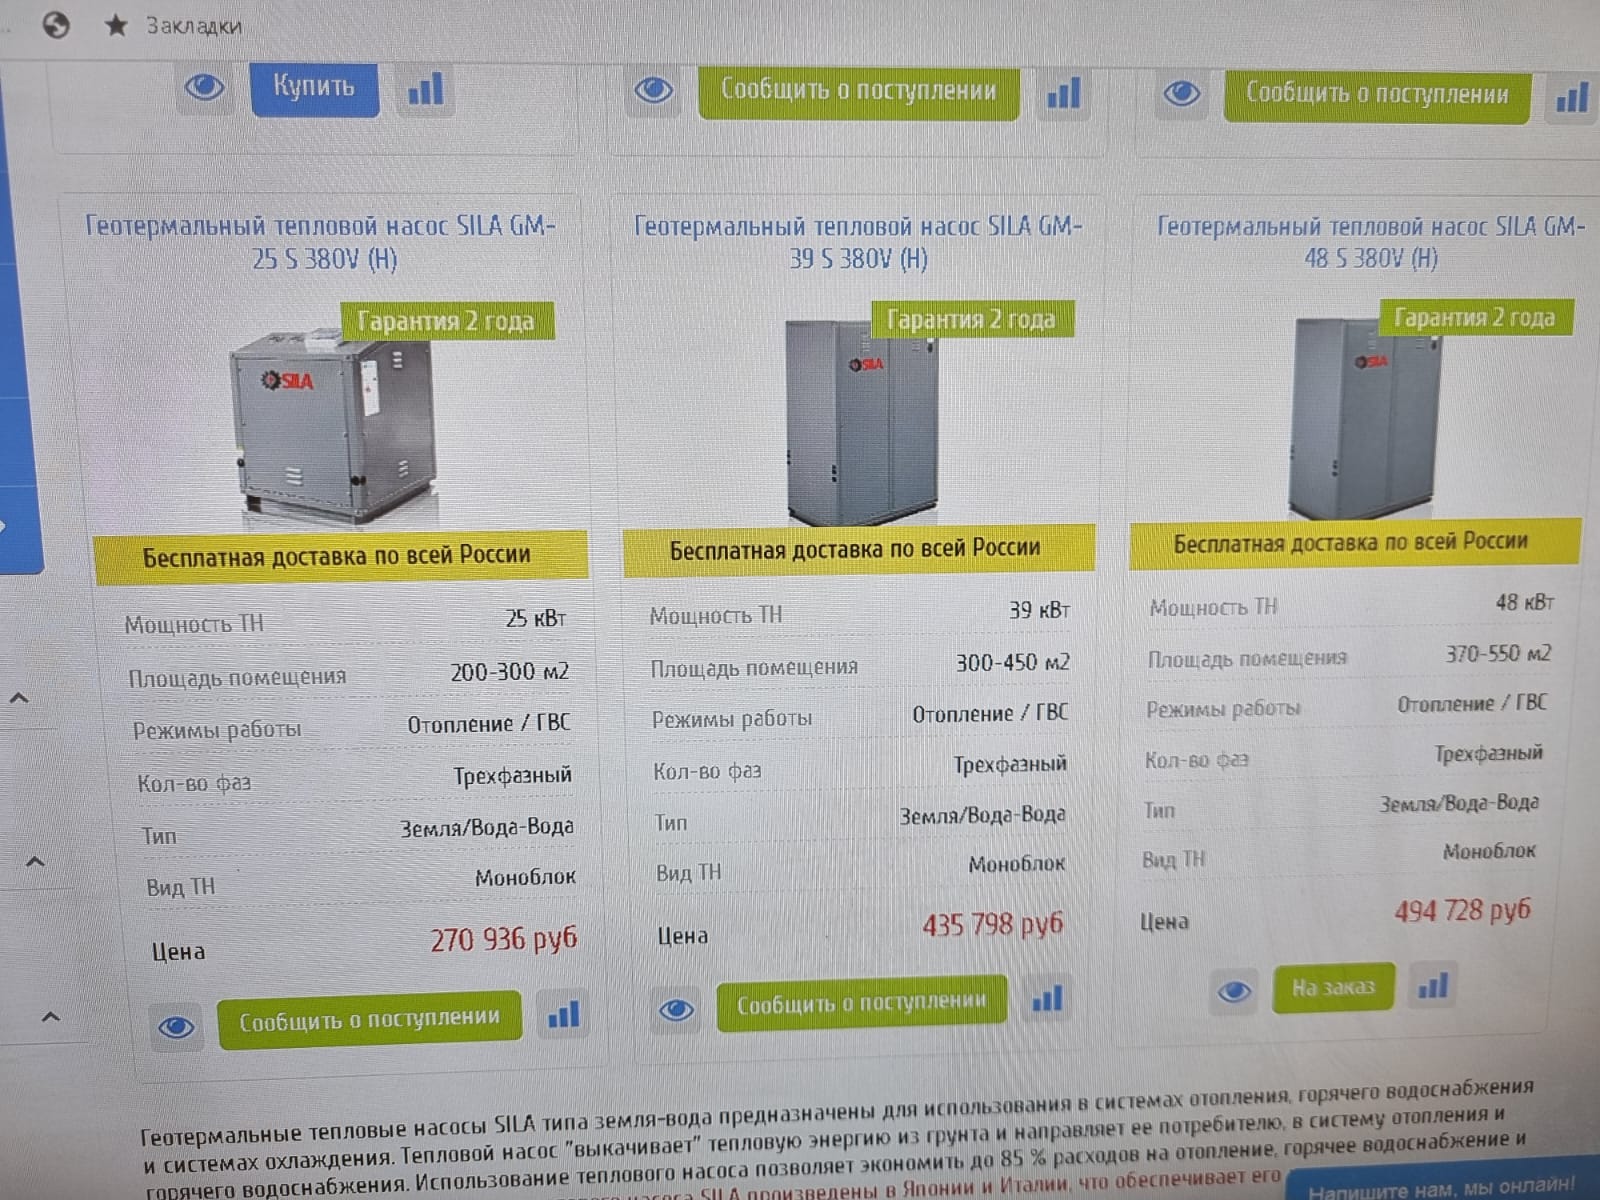 Закладки
Купить
Сообщить о поступлении
Сообщить о поступлении
Геотермальный тепловой насос SILA GM-
25 S 380V (H)
Гарантия 2 года
SILA
Бесплатная доставка по всей России
Мощность ТН 25 кВт
Площадь помещения 200-300 м2
Режимы работы Отопление / ГВС
Кол-во фаз Трехфазный
Тип Земля/Вода-Вода
Вид ТН Моноблок
Цена 270 936 руб
Сообщить о поступлении
Геотермальный тепловой насос SILA GM-
39 S 380V (H)
Гарантия 2 года
SILA
Бесплатная доставка по всей России
Мощность ТН 39 кВт
Площадь помещения 300-450 м2
Режимы работы Отопление / ГВС
Кол-во фаз Трехфазный
Тип Земля/Вода-Вода
Вид ТН Моноблок
Цена 435 798 руб
Сообщить о поступлении
Геотермальный тепловой насос SILA GM-
48 S 380V (H)
Гарантия 2 года
SILA
Бесплатная доставка по всей России
Мощность ТН 48 кВт
Площадь помещения 370-550 м2
Режимы работы Отопление / ГВС
Кол-во фаз Трехфазный
Тип Земля/Вода-Вода
Вид ТН Моноблок
Цена 494 728 руб
На заказ
Геотермальные тепловые насосы SILA типа земля-вода предназначены для использования в системах отопления, горячего водоснабжения
и системах охлаждения. Тепловой насос "выкачивает" тепловую энергию из грунта и направляет ее потребителю, в систему отопления и
горячего водоснабжения. Использование теплового насоса позволяет экономить до 85 % расходов на отопление, горячее водоснабжение и
насоса SILA произведены в Японии и Италии, что обеспечивает его
Напишите нам, мы онлайн!